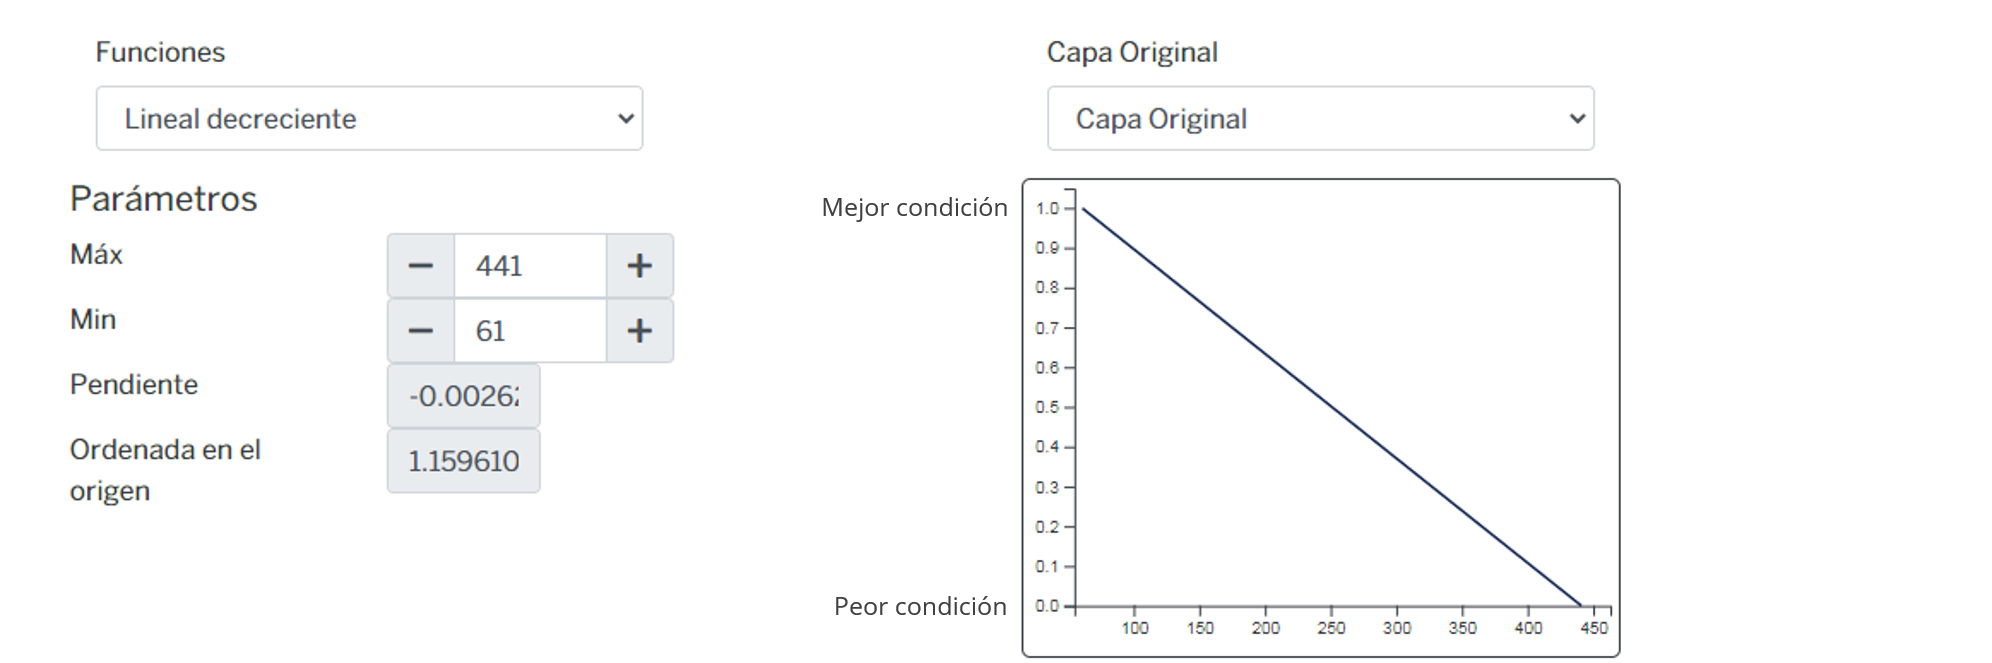 Funciones
Lineal decreciente
Parámetros
Máx
441
Min
61
Pendiente
-0.00262
Ordenada en el
origen
1.159610
Capa Original
Capa Original
Mejor condición
Peor condición
1.0
0.9
0.8
0.7
0.6
0.5
0.4
0.3
0.2
0.1
0.0
100 150 200 250 300 350 400 450